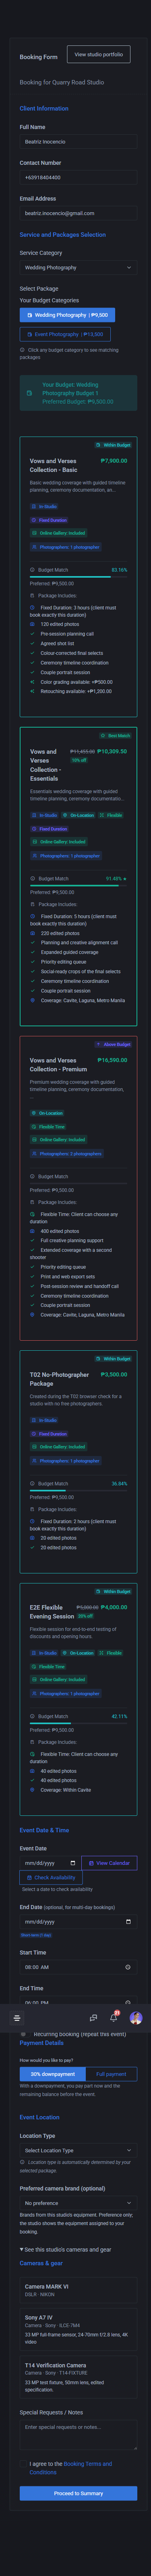 Booking Form
View studio portfolio
Booking for Quarry Road Studio
Client Information
Full Name
Beatriz Inocencio
Contact Number
+639189404400
Email Address
beatriz.inocencio@gmail.com
Service and Packages Selection
Service Category
Wedding Photography
Select Package
Your Budget Categories
Wedding Photography | ₱9,500
Event Photography | ₱13,500
Click any budget category to see matching
packages
Your Budget: Wedding
Photography Budget 1
Preferred Budget: ₱9,500.00
Within Budget
Vows and Verses
Collection - Basic
₱7,900.00
Basic wedding coverage with guided timeline
planning, ceremony documentation, an...
In-Studio
Fixed Duration
Online Gallery: Included
Photographers: 1 photographer
Budget Match
83.16%
Preferred: ₱9,500.00
Package Includes:
Fixed Duration: 3 hours (client must
book exactly this duration)
120 edited photos
Pre-session planning call
Agreed shot list
Colour-corrected final selects
Ceremony timeline coordination
Couple portrait session
Color grading available: +₱500.00
Retouching available: +₱1,200.00
Best Match
Vows and
Verses
Collection -
Essentials
₱11,455.00
₱10,309.50
10% off
Essentials wedding coverage with guided
timeline planning, ceremony documentatio...
In-Studio
On-Location
Flexible
Fixed Duration
Online Gallery: Included
Photographers: 1 photographer
Budget Match
91.48% ★
Preferred: ₱9,500.00
Package Includes:
Fixed Duration: 5 hours (client must
book exactly this duration)
220 edited photos
Planning and creative alignment call
Expanded guided coverage
Priority editing queue
Social-ready crops of the final selects
Ceremony timeline coordination
Couple portrait session
Coverage: Cavite, Laguna, Metro Manila
Above Budget
Vows and Verses
Collection - Premium
₱16,590.00
Premium wedding coverage with guided
timeline planning, ceremony documentation,
...
On-Location
Flexible Time
Online Gallery: Included
Photographers: 2 photographers
Budget Match
Preferred: ₱9,500.00
Package Includes:
Flexible Time: Client can choose any
duration
400 edited photos
Full creative planning support
Extended coverage with a second
shooter
Priority editing queue
Print and web export sets
Post-session review and handoff call
Ceremony timeline coordination
Couple portrait session
Coverage: Cavite, Laguna, Metro Manila
Within Budget
T02 No-Photographer
Package
₱3,500.00
Created during the T02 browser check for a
studio with no free photographers.
In-Studio
Fixed Duration
Online Gallery: Included
Photographers: 1 photographer
Budget Match
36.84%
Preferred: ₱9,500.00
Package Includes:
Fixed Duration: 2 hours (client must
book exactly this duration)
20 edited photos
20 edited photos
Within Budget
E2E Flexible
Evening Session
₱5,000.00
₱4,000.00
20% off
Flexible session for end-to-end testing of
discounts and opening hours.
In-Studio
On-Location
Flexible
Flexible Time
Online Gallery: Included
Photographers: 1 photographer
Budget Match
42.11%
Preferred: ₱9,500.00
Package Includes:
Flexible Time: Client can choose any
duration
40 edited photos
40 edited photos
Coverage: Within Cavite
Event Date & Time
Event Date
mm/dd/yyyy
View Calendar
Check Availability
Select a date to check availability
End Date (optional, for multi-day bookings)
mm/dd/yyyy
Start Time
08:00 AM
End Time
06:00 PM
Recurring booking (repeat this event)
Payment Details
How would you like to pay?
30% downpayment
Full payment
With a downpayment, you pay part now and the
remaining balance before the event.
Event Location
Location Type
Select Location Type
Location type is automatically determined by your
selected package.
Preferred camera brand (optional)
No preference
Brands from this studio's equipment. Preference only;
the studio shows the equipment assigned to your
booking.
▼ See this studio's cameras and gear
Cameras & gear
Camera MARK VI
DSLR · NIKON
Sony A7 IV
Camera · Sony · ILCE-7M4
33 MP full-frame sensor, 24-70mm f/2.8 lens, 4K
video
T14 Verification Camera
Camera · Sony · T14-FIXTURE
33 MP test fixture, 50mm lens, edited
specification.
Special Requests / Notes
Enter special requests or notes...
I agree to the Booking Terms and
Conditions
Proceed to Summary